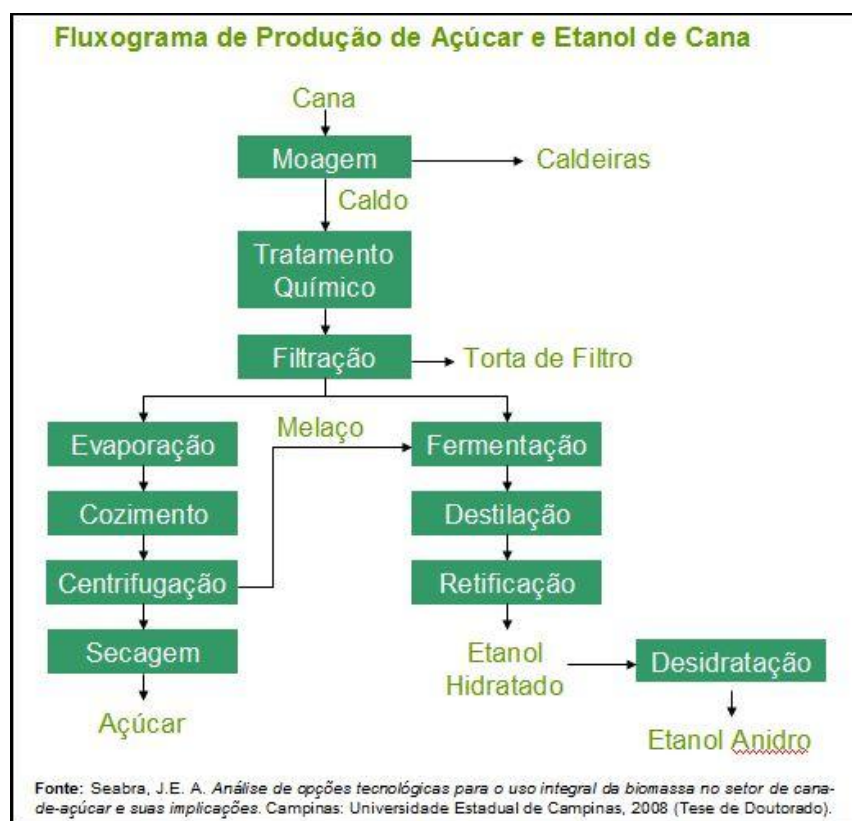 Fluxograma de Produção de Açúcar e Etanol de Cana
Cana
Moagem
Caldeiras
Caldo
Tratamento
Químico
Filtração
Torta de Filtro
Melaço
Evaporação
Fermentação
Cozimento
Destilação
Centrifugação
Retificação
Secagem
Etanol
Hidratado
Desidratação
Açúcar
Etanol Anidro
Fonte: Seabra, J.E. A. Análise de opções tecnológicas para o uso integral da biomassa no setor de cana-
de-açúcar e suas implicações. Campinas: Universidade Estadual de Campinas, 2008 (Tese de Doutorado).